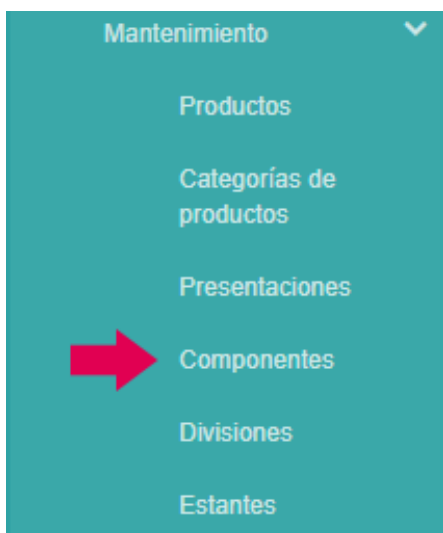 Mantenimiento
Productos
Categorías de
productos
Presentaciones
Componentes
Divisiones
Estantes